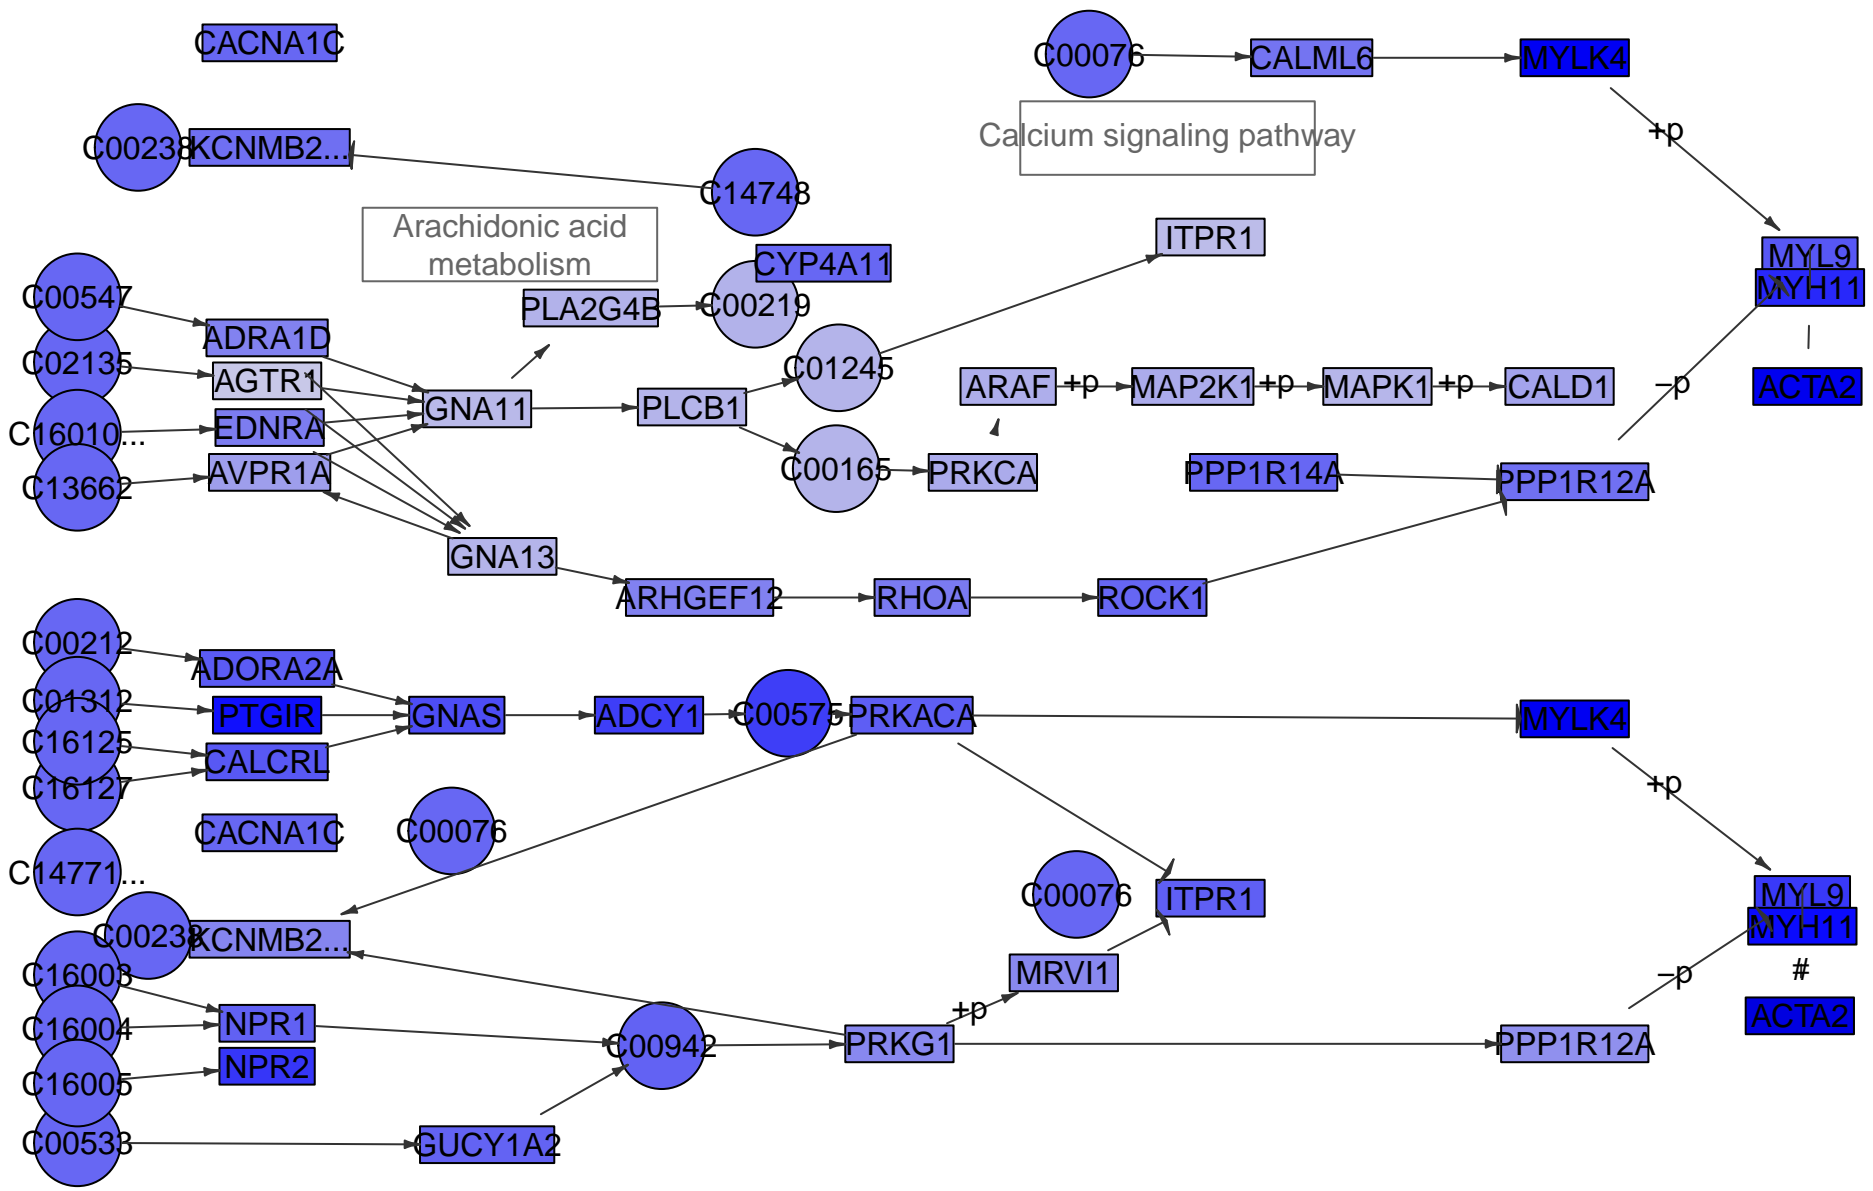 CACNA1C
C00076
CALML6
MYLK4
+p
Calcium signaling pathway
C00238
KCNMB2...
C14748
Arachidonic acid
metabolism
ITPR1
MYL9
CYP4A11
MYH11
C00547
PLA2G4B
C00219
ADRA1D
C02135
C01245
AGTR1
ARAF
+p
MAP2K1
+p
MAPK1
+p
CALD1
–p
ACTA2
GNA11
PLCB1
C16010...
EDNRA
C00165
PRKCA
PPP1R14A
PPP1R12A
C13662
AVPR1A
GNA13
ARHGEF12
RHOA
ROCK1
C00212
ADORA2A
C01312
PTGIR
GNAS
ADCY1
C00575
PRKACA
MYLK4
C16125
CALCRL
C16127
+p
CACNA1C
C00076
C14771...
C00076
ITPR1
MYL9
C00238
KCNMB2...
MYH11
C16003
MRVI1
–p
#
+p
C16004
NPR1
ACTA2
C00942
PRKG1
PPP1R12A
C16005
NPR2
C00533
GUCY1A2